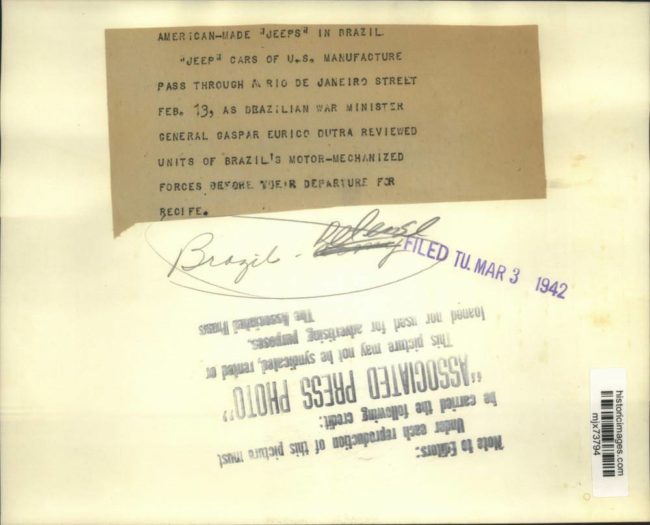 AMERICAN-MADE "JEEPS" IN BRAZIL
"JEEP" CARS OF U.S. MANUFACTURE
PASS THROUGH A RIO DE JANEIRO STREET
FEB. 13, AS BRAZILIAN WAR MINISTER
GENERAL GASPAR EURICO DUTRA REVIEWED
UNITS OF BRAZIL'S MOTOR-MECHANIZED
FORCES BEFORE THEIR DEPARTURE FOR
RECIFE.
Brazil - Defense
FILED TU. MAR 3 1942
Note to Editors:
Under each reproduction of this picture must
be carried the following credit:
"ASSOCIATED PRESS PHOTO"
This picture may not be syndicated, rented or
loaned nor used for advertising purposes.
The Associated Press
historicimages.com
mjx73794